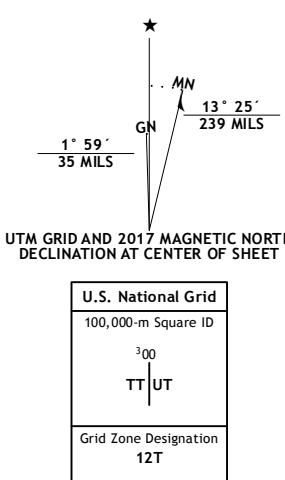 ★
MN
GN
13° 25´
239 MILS
1° 59´
35 MILS
UTM GRID AND 2017 MAGNETIC NORTH
DECLINATION AT CENTER OF SHEET
U.S. National Grid
100,000-m Square ID
³00
TT UT
Grid Zone Designation
12T